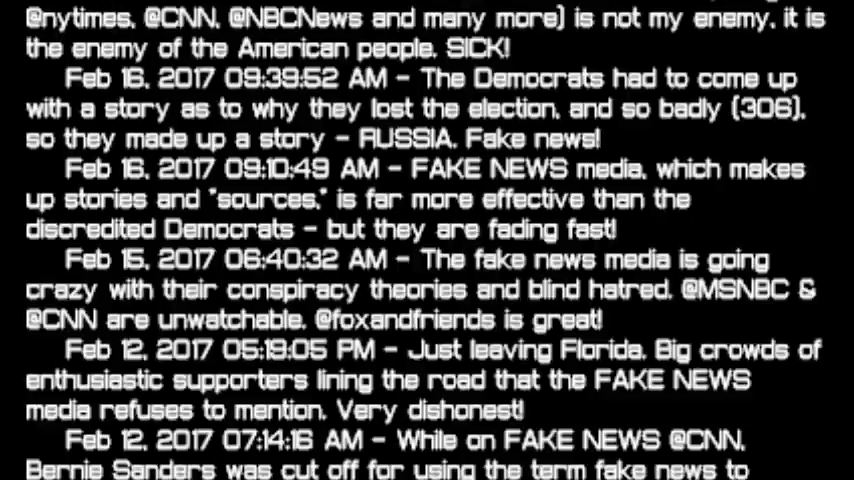 @nytimes, @CNN, @NBCNews and many more) is not my enemy, it is
the enemy of the American people. SICK!
Feb 16, 2017 09:39:52 AM - The Democrats had to come up
with a story as to why they lost the election, and so badly (306),
so they made up a story - RUSSIA. Fake news!
Feb 16, 2017 09:10:49 AM - FAKE NEWS media, which makes
up stories and "sources," is far more effective than the
discredited Democrats - but they are fading fast!
Feb 15, 2017 06:40:32 AM - The fake news media is going
crazy with their conspiracy theories and blind hatred. @MSNBC &
@CNN are unwatchable. @foxandfriends is great!
Feb 12, 2017 05:19:05 PM - Just leaving Florida. Big crowds of
enthusiastic supporters lining the road that the FAKE NEWS
media refuses to mention. Very dishonest!
Feb 12, 2017 07:14:16 AM - While on FAKE NEWS @CNN,
Bernie Sanders was cut off for using the term fake news to